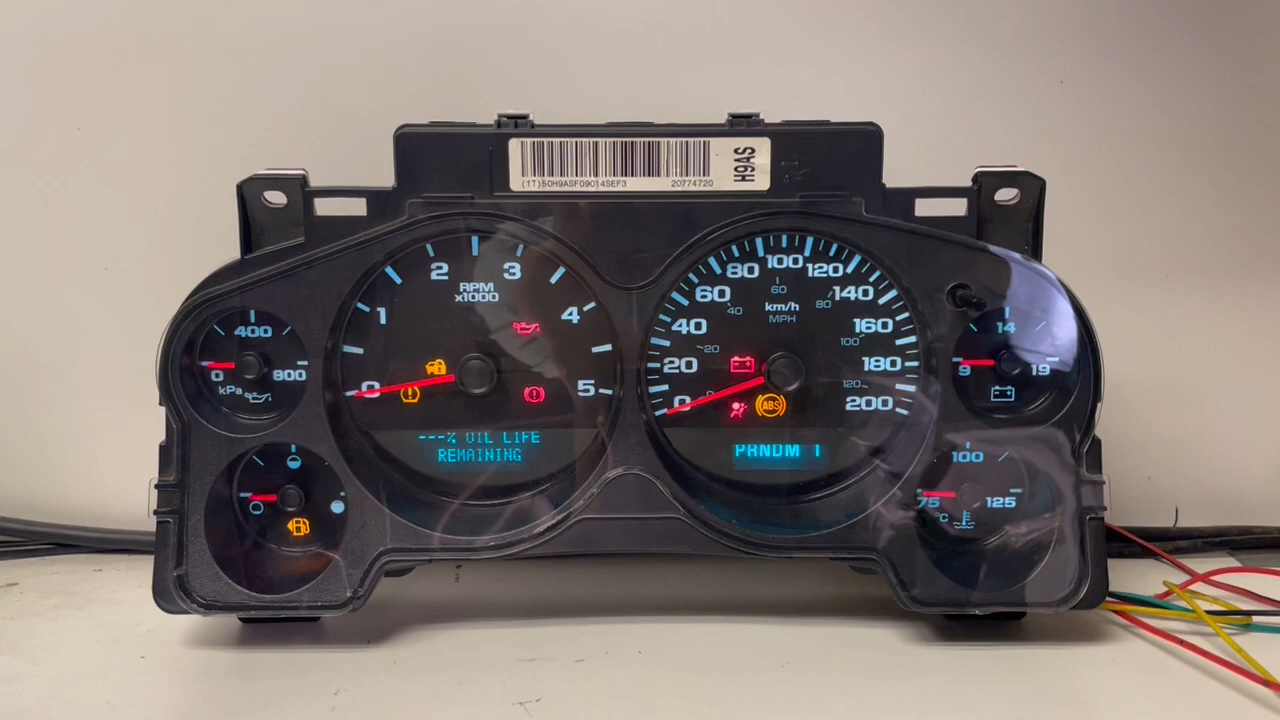 (1T)50H9ASF09014SEF3 20774720
H9AS
400
0 800
kPa
1 2 3 4 5
0
RPM
x1000
---% OIL LIFE
REMAINING
0 20 40 60 80 100 120 140 160 180 200
km/h
MPH
20 40 60 80 100 120
ABS
PRNDM 1
14
9 19
100
75 125
°C